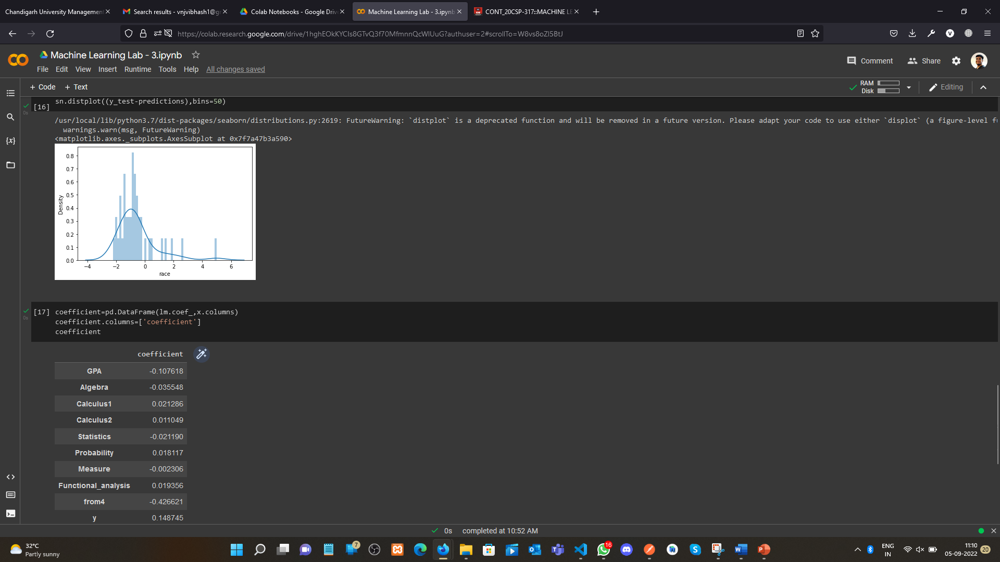 Chandigarh University Management
Search results - vnjvibhash1@g
Colab Notebooks - Google Drive
Machine Learning Lab - 3.ipynb
CONT_20CSP-317::MACHINE LE
https://colab.research.google.com/drive/1hghEOkKYCIs8GTvQ3f70MfmnnQcWlUuG?authuser=2#scrollTo=W8vs8oZl5BtJ
Machine Learning Lab - 3.ipynb
Comment
Share
File Edit View Insert Runtime Tools Help All changes saved
+ Code + Text
RAM
Disk
Editing
[16]
0s
sn.distplot((y_test-predictions),bins=50)
/usr/local/lib/python3.7/dist-packages/seaborn/distributions.py:2619: FutureWarning: `distplot` is a deprecated function and will be removed in a future version. Please adapt your code to use either `displot` (a figure-level f
warnings.warn(msg, FutureWarning)
<matplotlib.axes._subplots.AxesSubplot at 0x7f7a47b3a590>
0.8
0.7
0.6
0.5
0.4
0.3
0.2
0.1
0.0
Density
−4 −2 0 2 4 6
race
[17]
0s
coefficient=pd.DataFrame(lm.coef_,x.columns)
coefficient.columns=['coefficient']
coefficient
coefficient
GPA -0.107618
Algebra -0.035548
Calculus1 0.021286
Calculus2 0.011049
Statistics -0.021190
Probability 0.018117
Measure -0.002306
Functional_analysis 0.019356
from4 -0.426621
y 0.148745
0s completed at 10:52 AM
32°C
Partly sunny
7
16
ENG
IN
11:10
05-09-2022
20